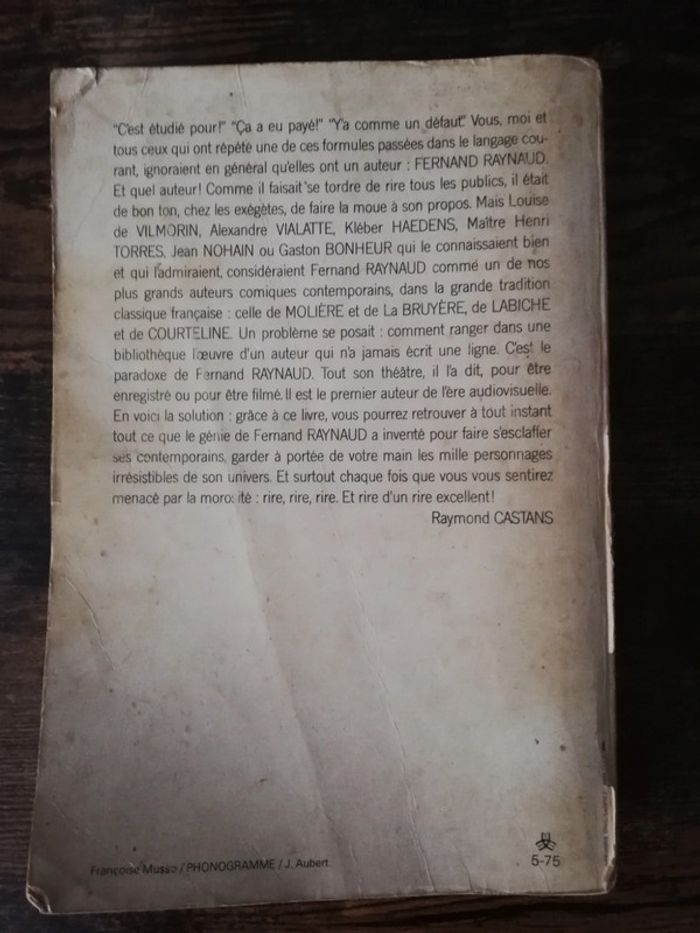 "C'est étudié pour!" "Ça a eu payé!" "Y'a comme un défaut" Vous, moi et
tous ceux qui ont répété une de ces formules passées dans le langage cou-
rant, ignoraient en général qu'elles ont un auteur : FERNAND RAYNAUD.
Et quel auteur! Comme il faisait se tordre de rire tous les publics, il était
de bon ton, chez les exégètes, de faire la moue à son propos. Mais Louise
de VILMORIN, Alexandre VIALATTE, Kléber HAEDENS, Maître Henri
TORRES, Jean NOHAIN ou Gaston BONHEUR qui le connaissaient bien
et qui l'admiraient, considéraient Fernand RAYNAUD comme un de nos
plus grands auteurs comiques contemporains, dans la grande tradition
classique française : celle de MOLIÈRE et de La BRUYÈRE, de LABICHE
et de COURTELINE. Un problème se posait : comment ranger dans une
bibliothèque l'œuvre d'un auteur qui n'a jamais écrit une ligne. C'est le
paradoxe de Fernand RAYNAUD. Tout son théâtre, il l'a dit, pour être
enregistré ou pour être filmé. Il est le premier auteur de l'ère audiovisuelle.
En voici la solution : grâce à ce livre, vous pourrez retrouver à tout instant
tout ce que le génie de Fernand RAYNAUD a inventé pour faire s'esclaffer
ses contemporains, garder à portée de votre main les mille personnages
irrésistibles de son univers. Et surtout chaque fois que vous vous sentirez
menacé par la morosité : rire, rire, rire. Et rire d'un rire excellent!
Raymond CASTANS
Françoise Musso / PHONOGRAMME / J. Aubert
5-75